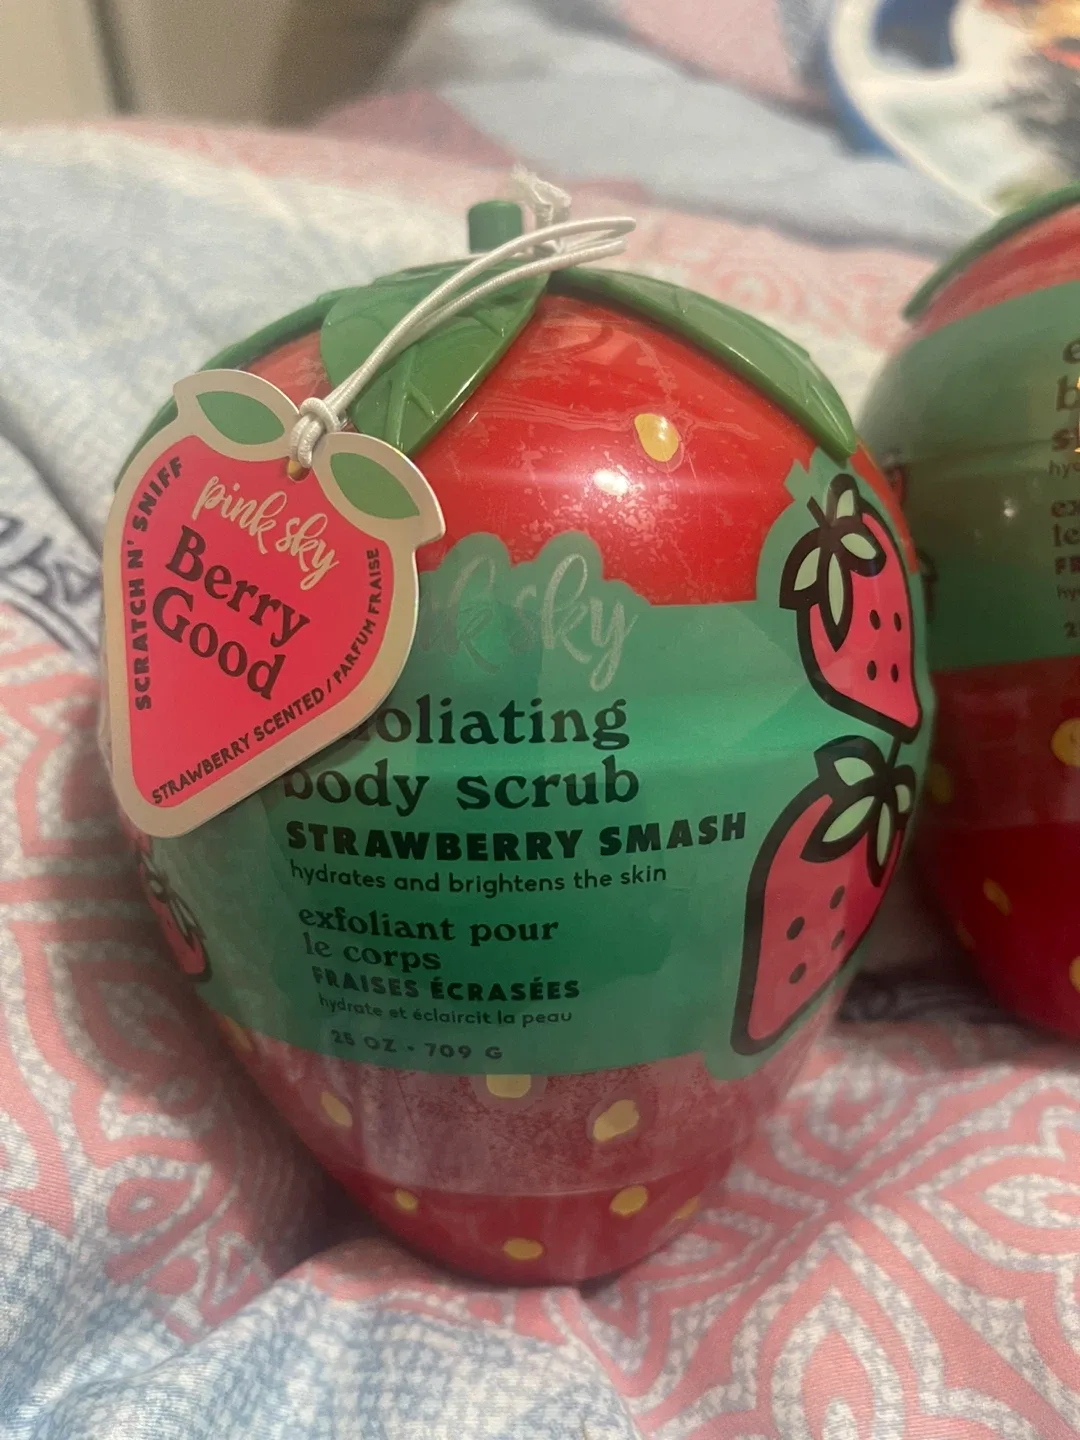 SCRATCH N' SNIFF
pink sky
Berry
Good
STRAWBERRY SCENTED / PARFUM FRAISE
sky
body scrub
STRAWBERRY SMASH
hydrates and brightens the skin
exfoliant pour
le corps
FRAISES ÉCRASÉES
hydrate et éclaircit la peau
25 OZ • 709 G